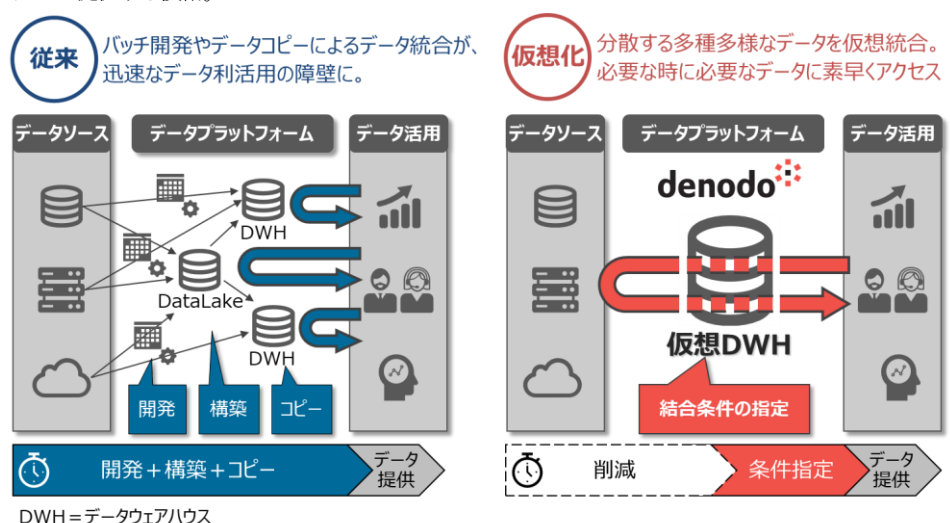 従来
バッチ開発やデータコピーによるデータ統合が、
迅速なデータ利活用の障壁に。
データソース
データプラットフォーム
データ活用
DWH
DataLake
DWH
開発
構築
コピー
開発+構築+コピー
データ
提供
DWH=データウェアハウス
仮想化
分散する多種多様なデータを仮想統合。
必要な時に必要なデータに素早くアクセス
データソース
データプラットフォーム
データ活用
denodo
仮想DWH
結合条件の指定
削減
条件指定
データ
提供